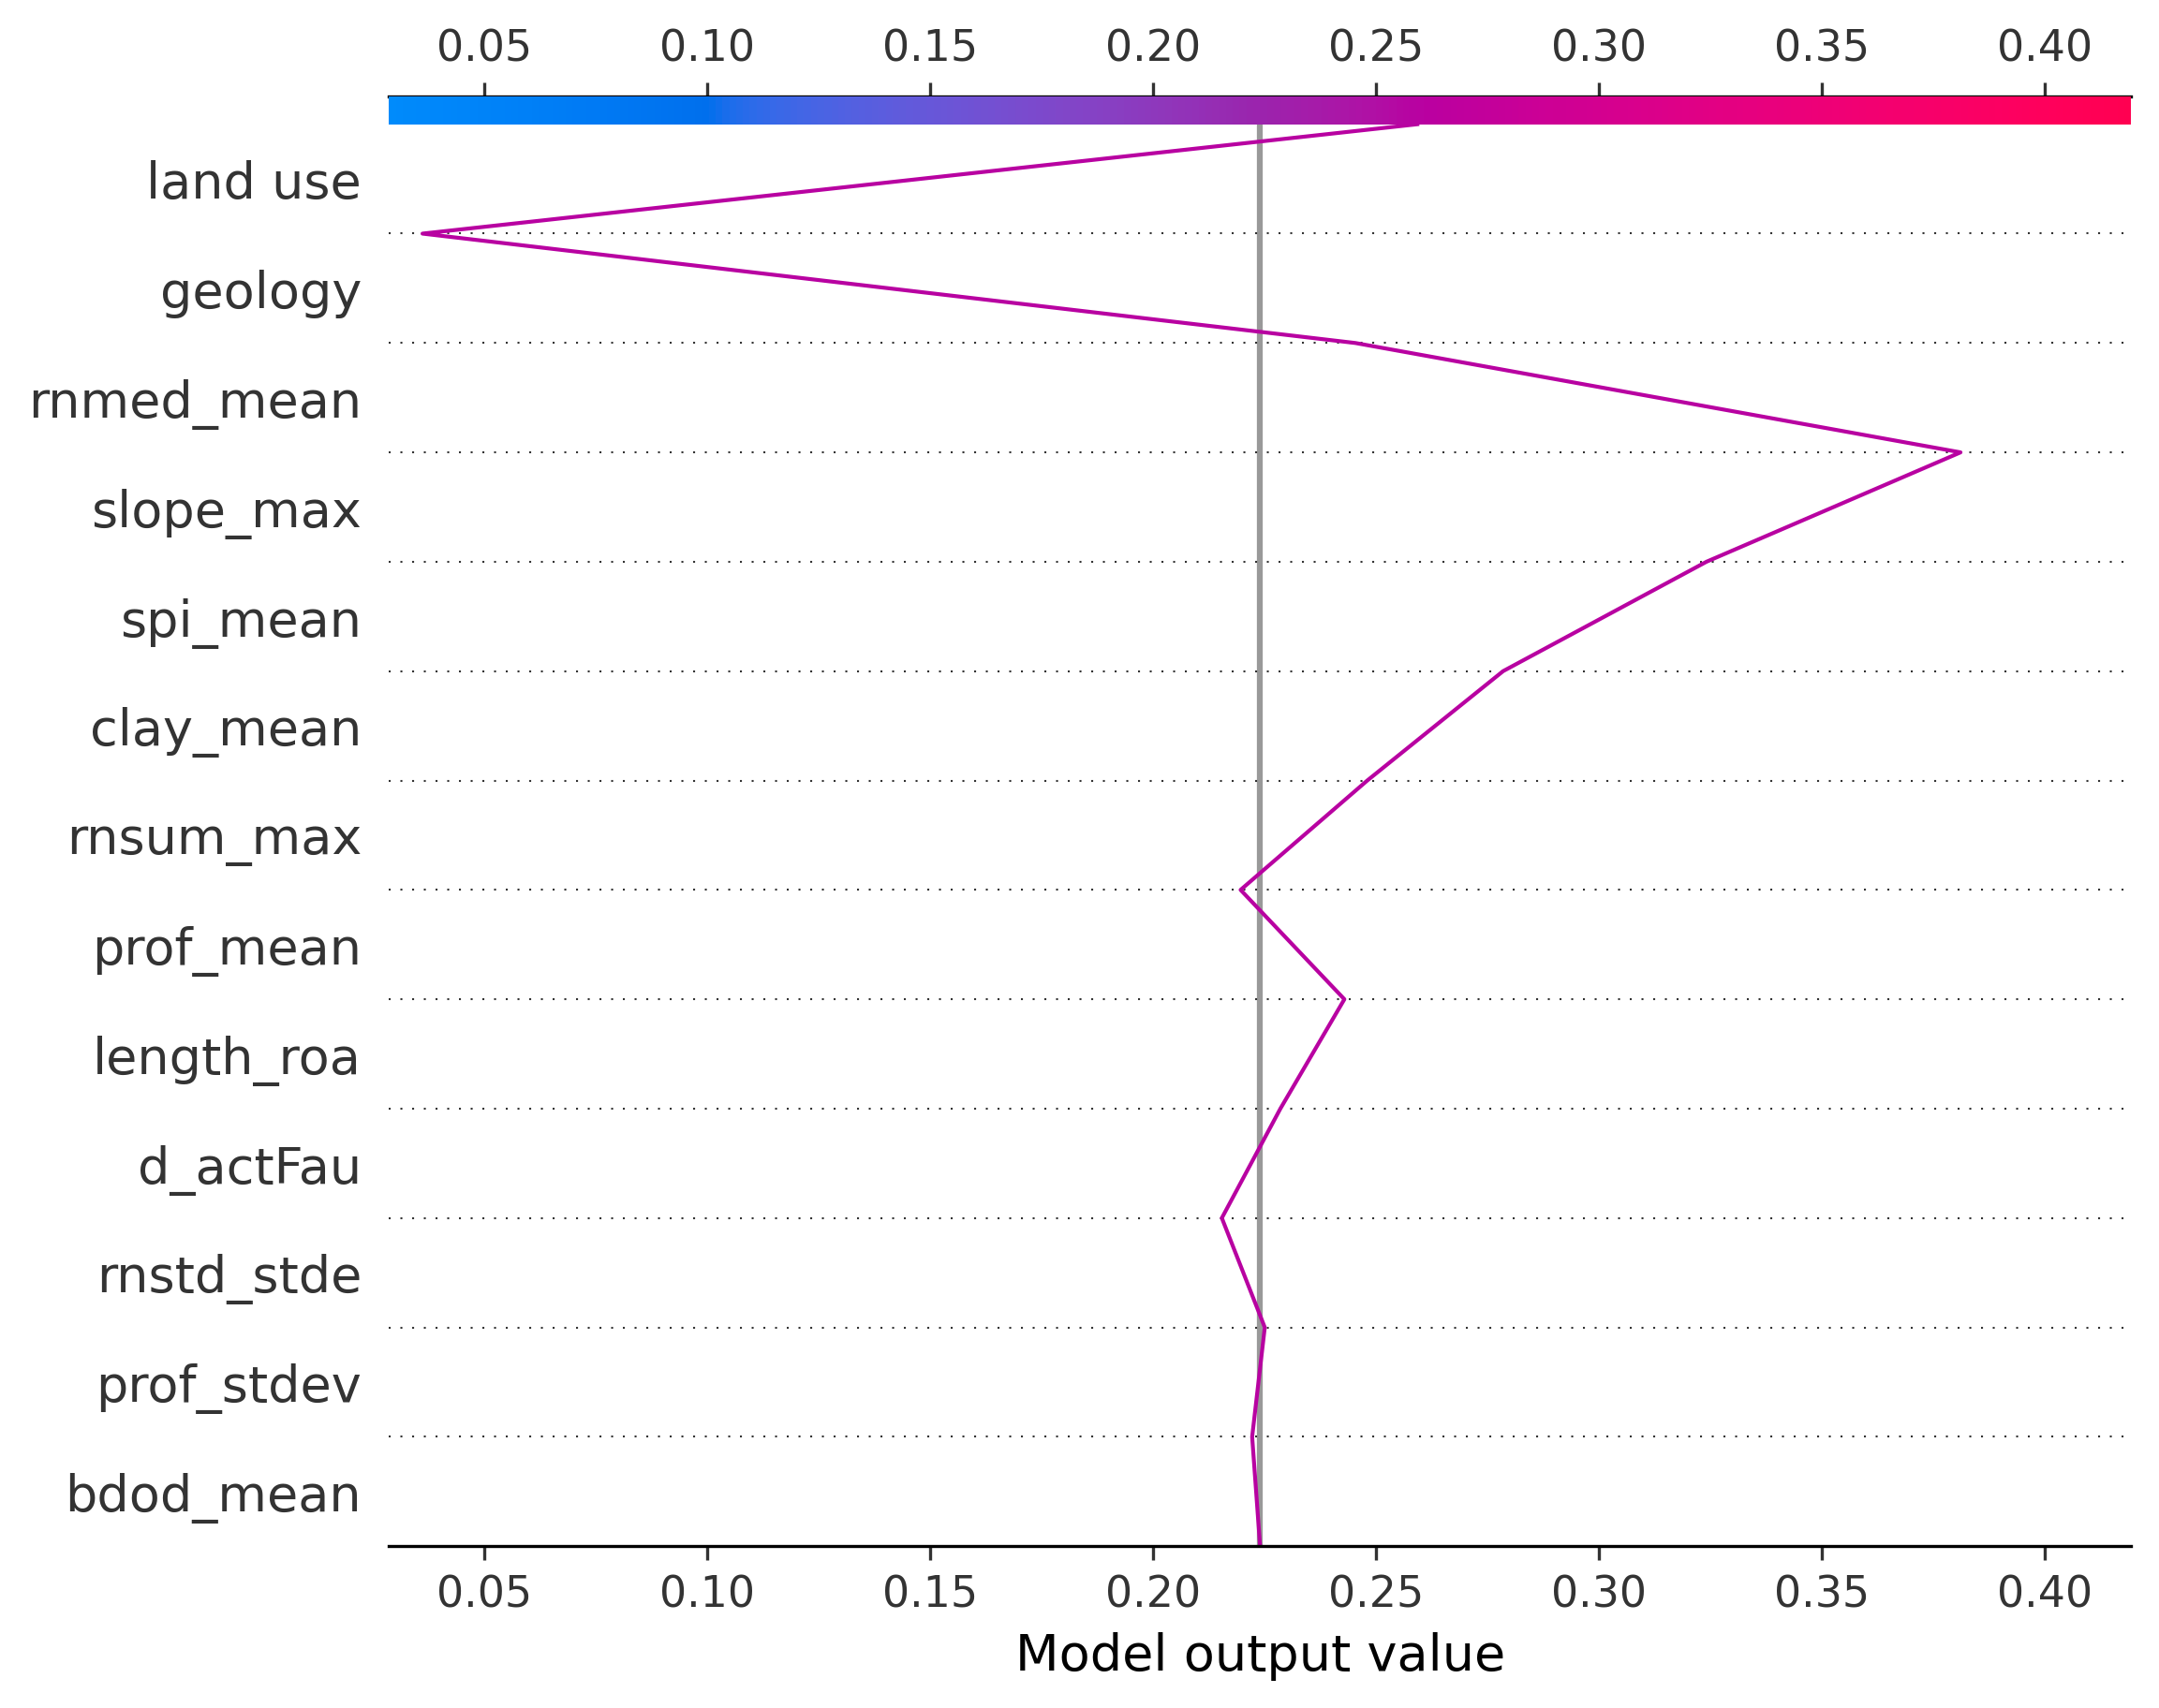 0.05 0.10 0.15 0.20 0.25 0.30 0.35 0.40
land use
geology
rnmed_mean
slope_max
spi_mean
clay_mean
rnsum_max
prof_mean
length_roa
d_actFau
rnstd_stde
prof_stdev
bdod_mean
0.05 0.10 0.15 0.20 0.25 0.30 0.35 0.40
Model output value